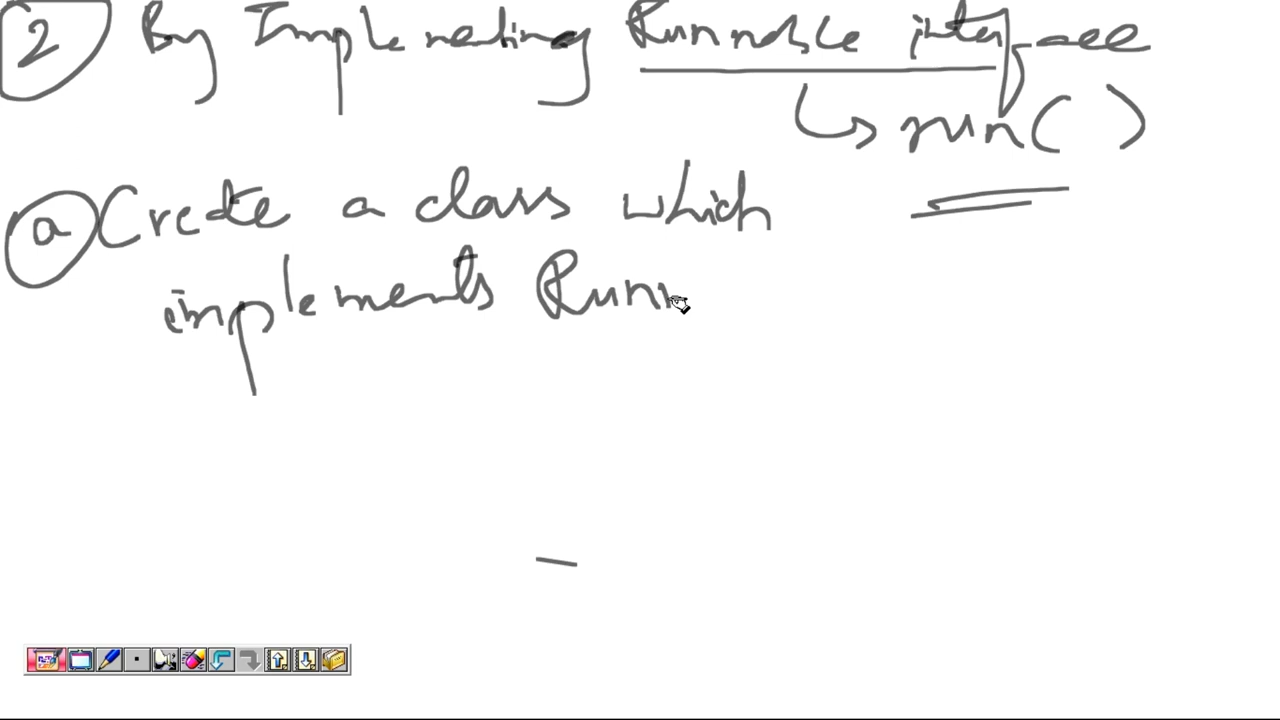 2 By Implementing Runnable interface
run( )
a Create a class which
implements Runn